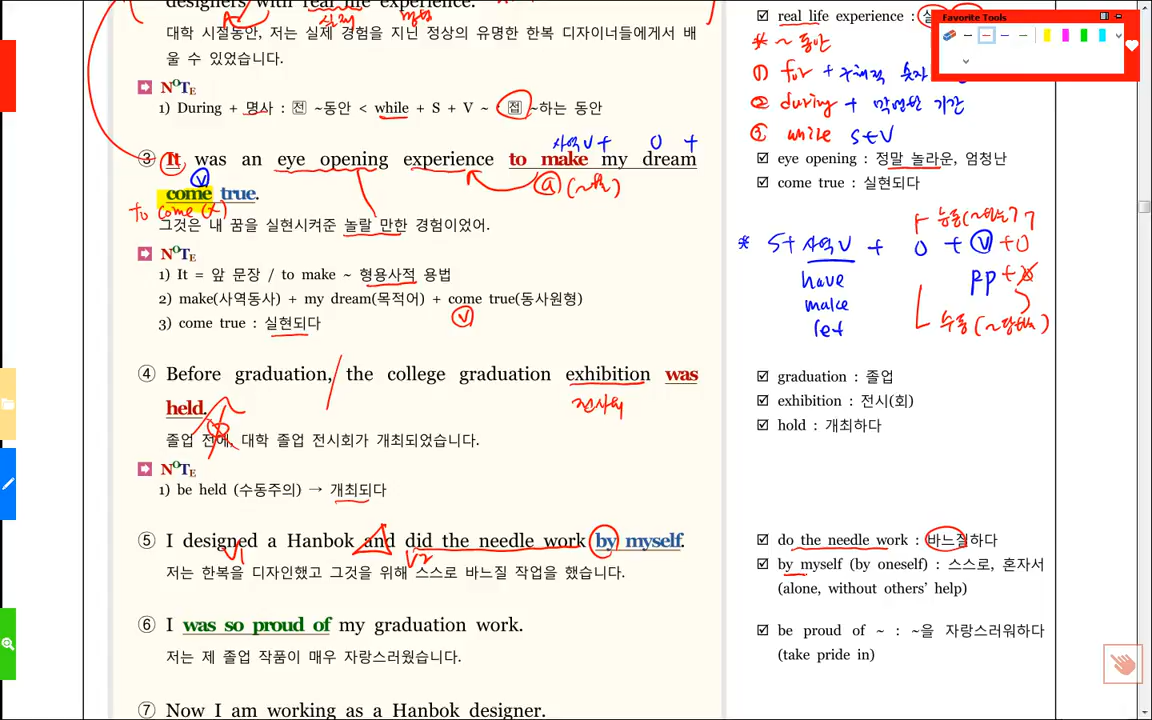 designers with real life experience.
실제 경험
대학 시절동안, 저는 실제 경험을 지닌 정상의 유명한 한복 디자이너들에게서 배
울 수 있었습니다.
NOTE
1) During + 명사 : 전 ~동안 < while + S + V ~ : 접 ~하는 동안
사역V + O +
③ It was an eye opening experience to make my dream
ⓥ ⓐ (~할)
come true.
to come (X)
그것은 내 꿈을 실현시켜준 놀랄 만한 경험이었어.
NOTE
1) It = 앞 문장 / to make ~ 형용사적 용법
2) make(사역동사) + my dream(목적어) + come true(동사원형)
ⓥ
3) come true : 실현되다
④ Before graduation, the college graduation exhibition was
전시회
held.
졸업 전에, 대학 졸업 전시회가 개최되었습니다.
NOTE
1) be held (수동주의) → 개최되다
⑤ I designed a Hanbok and did the needle work by myself.
V1 V2
저는 한복을 디자인했고 그것을 위해 스스로 바느질 작업을 했습니다.
⑥ I was so proud of my graduation work.
저는 제 졸업 작품이 매우 자랑스러웠습니다.
⑦ Now I am working as a Hanbok designer.
Favorite Tools
☑ real life experience : 실
* ~ 동안
① for + 구체적 숫자
② during + 막연한 기간
③ while S+V
☑ eye opening : 정말 놀라운, 엄청난
☑ come true : 실현되다
* S + 사역V + O + ⓥ + O
have
make
let
pp + O
☑ graduation : 졸업
☑ exhibition : 전시(회)
☑ hold : 개최하다
☑ do the needle work : 바느질하다
☑ by myself (by oneself) : 스스로, 혼자서
(alone, without others' help)
☑ be proud of ~ : ~을 자랑스러워하다
(take pride in)